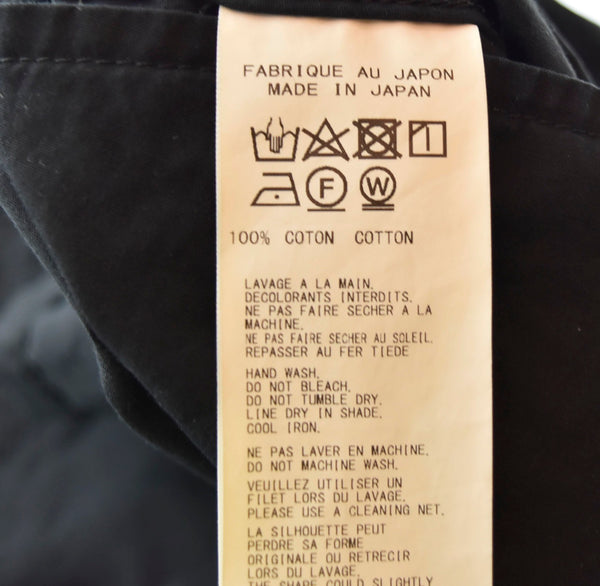 FABRIQUE AU JAPON
MADE IN JAPAN
F W
100% COTON COTTON
LAVAGE A LA MAIN.
DECOLORANTS INTERDITS.
NE PAS FAIRE SECHER A LA
MACHINE.
NE PAS FAIRE SECHER AU SOLEIL.
REPASSER AU FER TIEDE
HAND WASH.
DO NOT BLEACH.
DO NOT TUMBLE DRY.
LINE DRY IN SHADE.
COOL IRON.
NE PAS LAVER EN MACHINE.
DO NOT MACHINE WASH.
VEUILLEZ UTILISER UN
FILET LORS DU LAVAGE.
PLEASE USE A CLEANING NET.
LA SILHOUETTE PEUT
PERDRE SA FORME
ORIGINALE OU RETRECIR
LORS DU LAVAGE.
THE SHAPE COULD SLIGHTLY